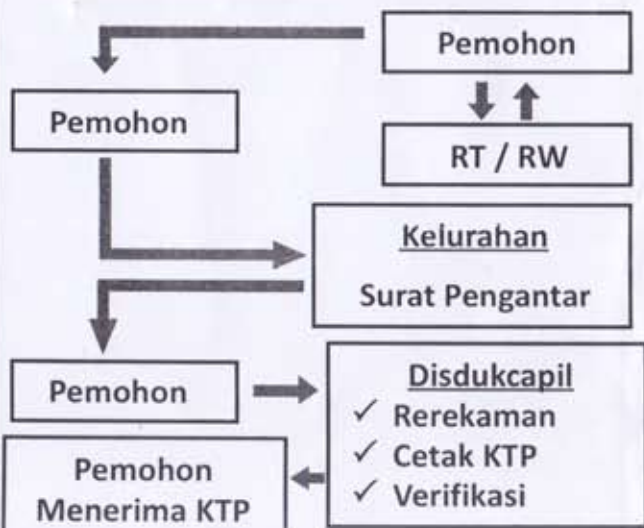 Pemohon
RT / RW
Pemohon
Kelurahan
Surat Pengantar
Pemohon
Disdukcapil
✓ Rerekaman
✓ Cetak KTP
✓ Verifikasi
Pemohon
Menerima KTP